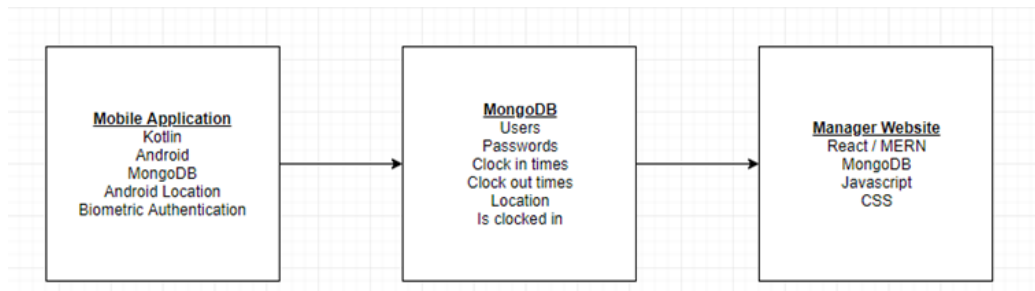 Mobile Application
Kotlin
Android
MongoDB
Android Location
Biometric Authentication
MongoDB
Users
Passwords
Clock in times
Clock out times
Location
Is clocked in
Manager Website
React / MERN
MongoDB
Javascript
CSS